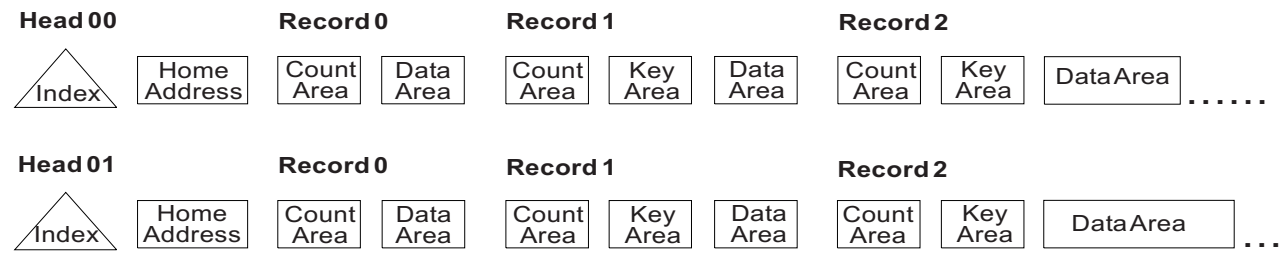 Head 00 Record 0 Record 1 Record 2
Index Home Address Count Area Data Area Count Area Key Area Data Area Count Area Key Area Data Area ......
Head 01 Record 0 Record 1 Record 2
Index Home Address Count Area Data Area Count Area Key Area Data Area Count Area Key Area Data Area ...